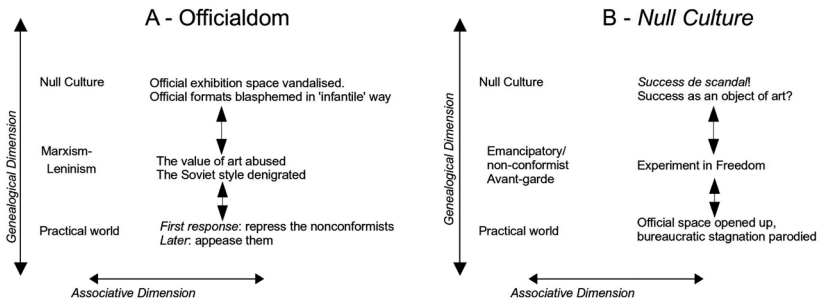 A - Officialdom
Genealogical Dimension
Null Culture
Official exhibition space vandalised.
Official formats blasphemed in 'infantile' way
Marxism-
Leninism
The value of art abused
The Soviet style denigrated
Practical world
First response: repress the nonconformists
Later: appease them
Associative Dimension
B - Null Culture
Genealogical Dimension
Null Culture
Success de scandal!
Success as an object of art?
Emancipatory/
non-conformist
Avant-garde
Experiment in Freedom
Practical world
Official space opened up,
bureaucratic stagnation parodied
Associative Dimension